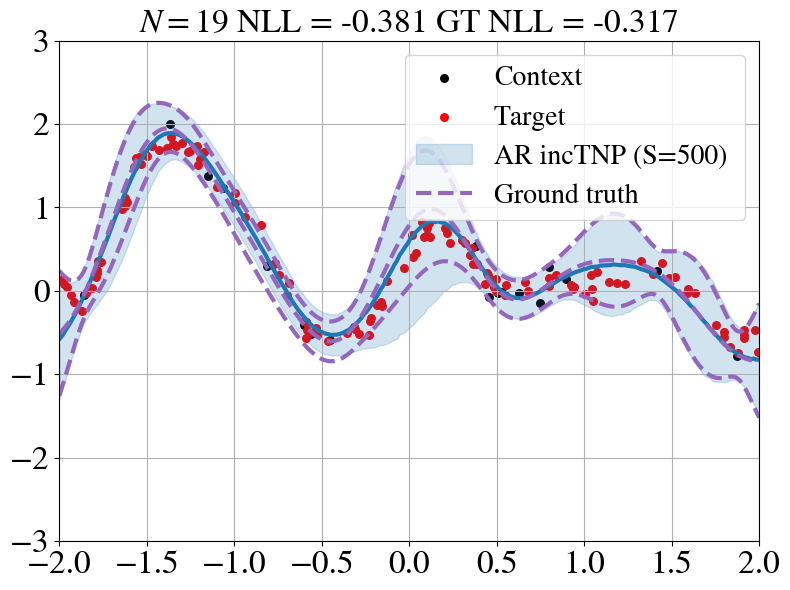 N = 19 NLL = -0.381 GT NLL = -0.317
3
2
1
0
−1
−2
−3
Context
Target
AR incTNP (S=500)
Ground truth
−2.0 −1.5 −1.0 −0.5 0.0 0.5 1.0 1.5 2.0